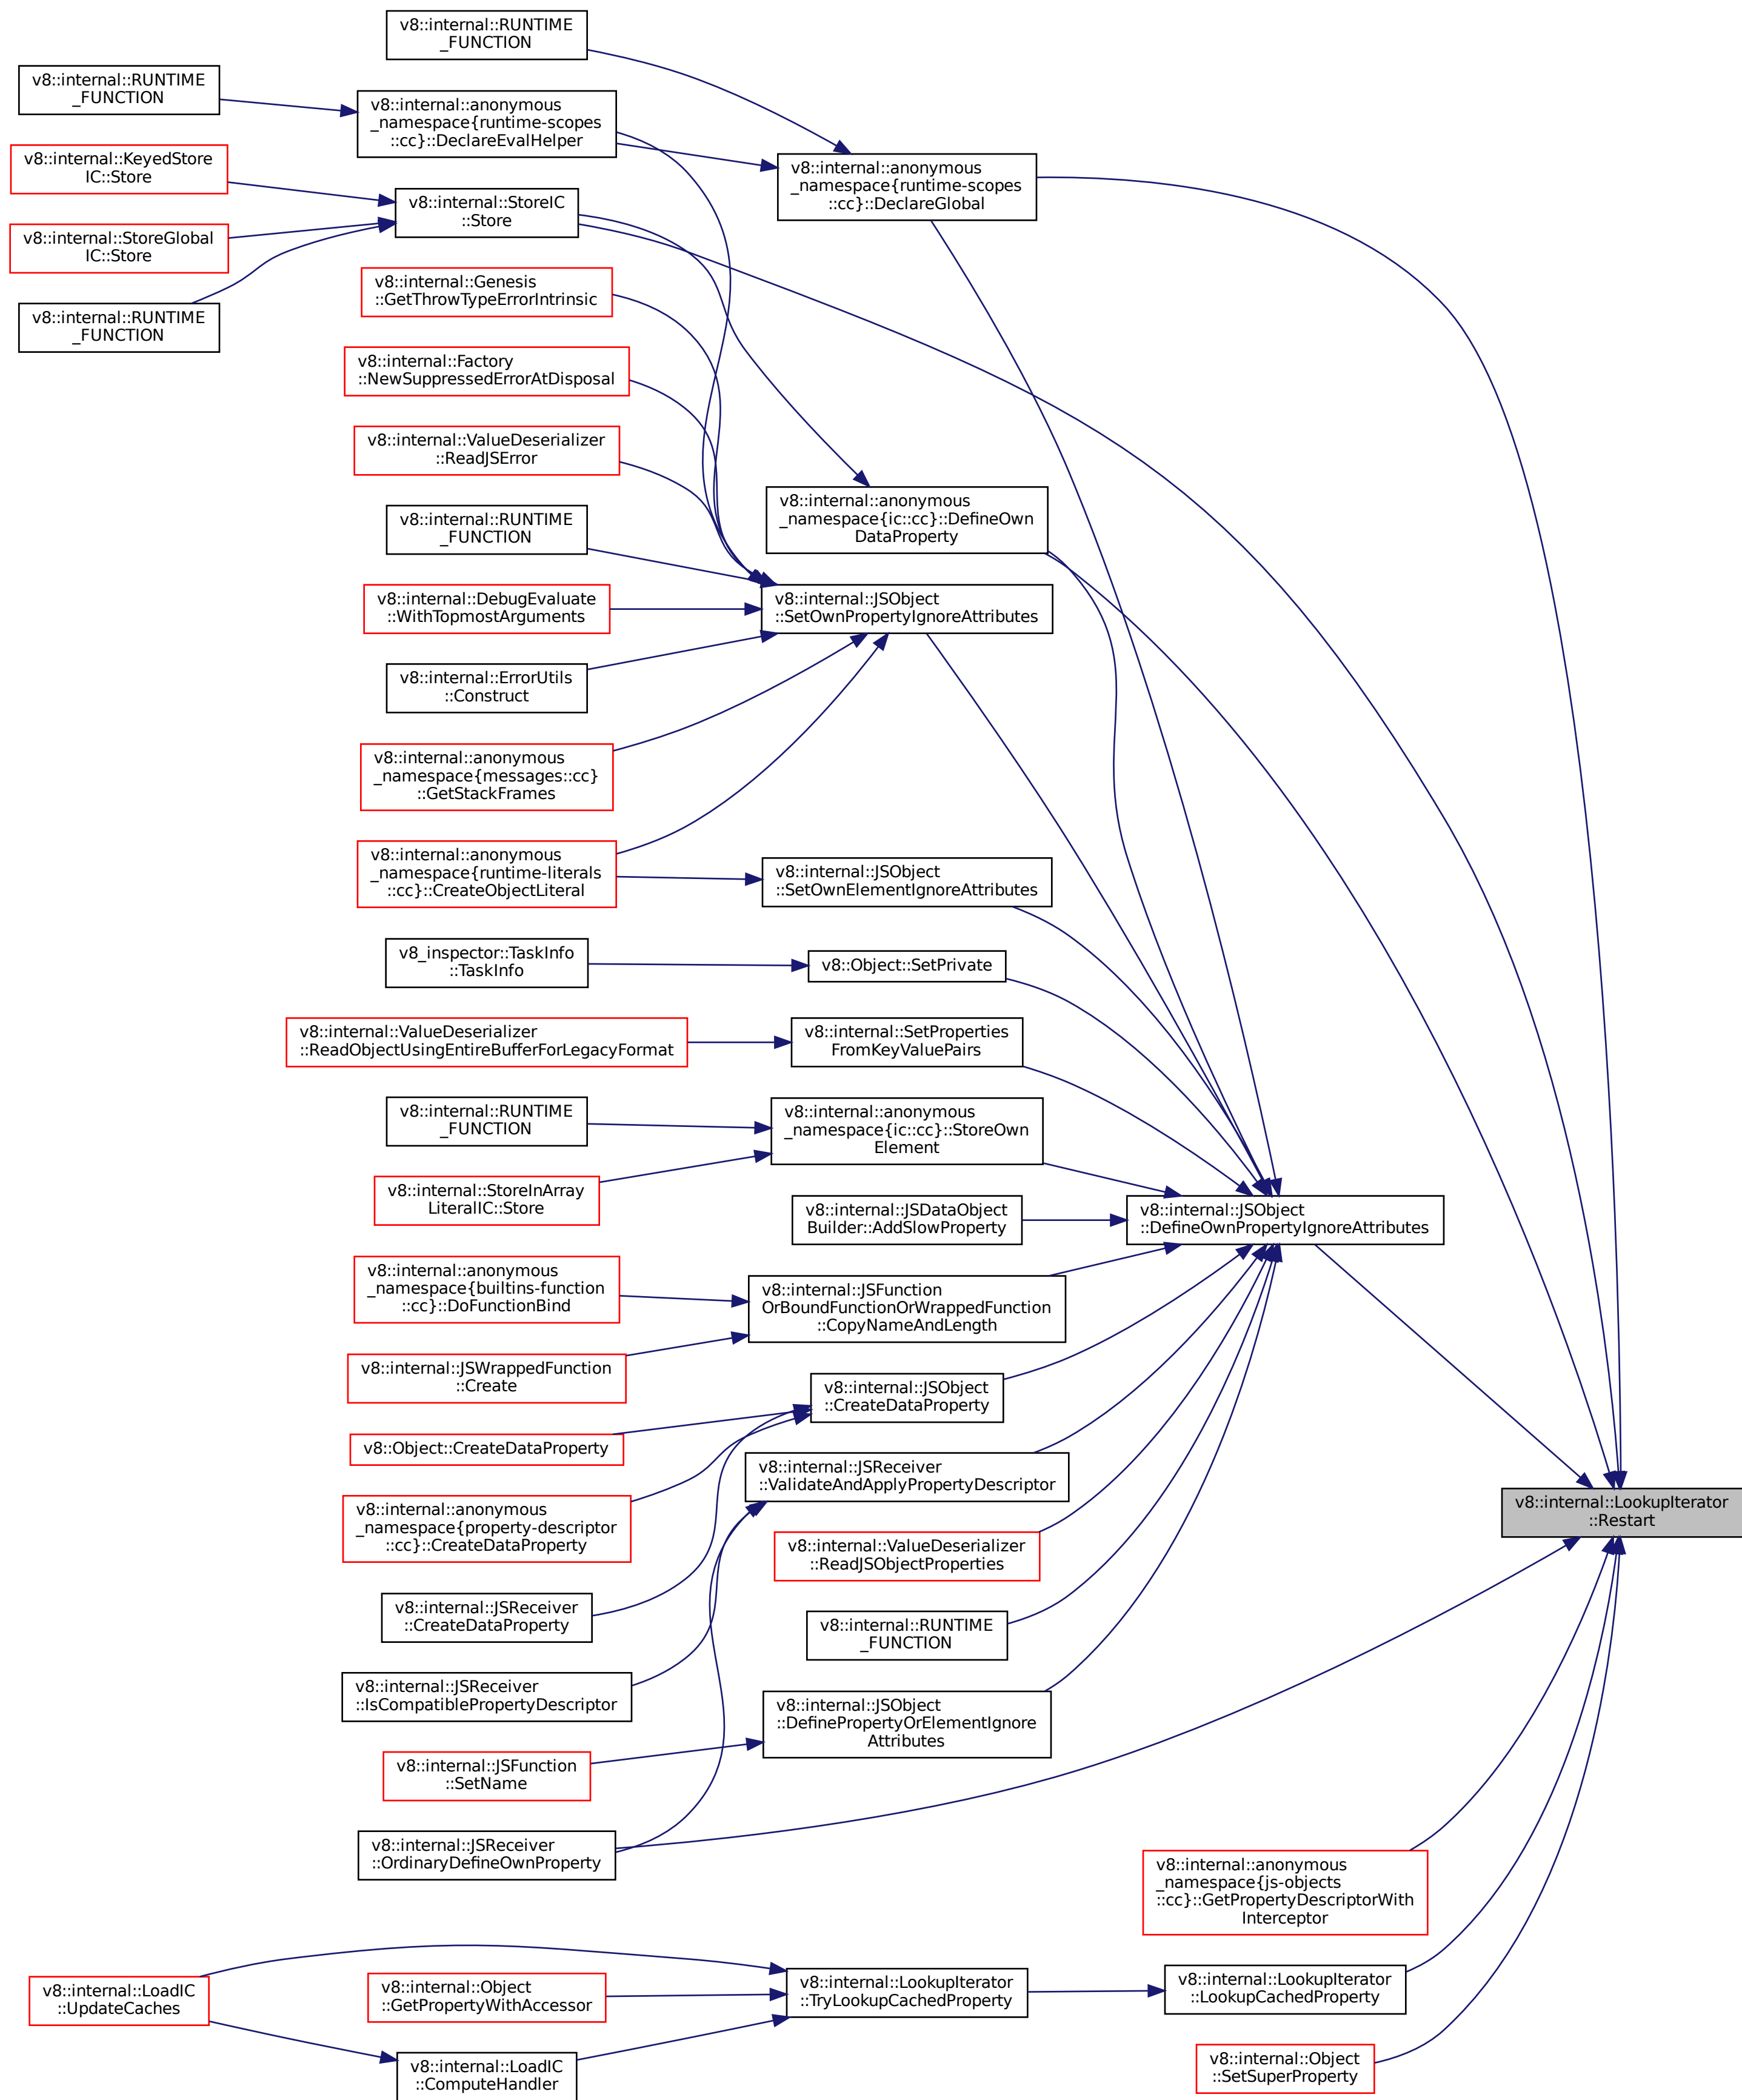 v8::internal::RUNTIME
_FUNCTION
v8::internal::RUNTIME
_FUNCTION
v8::internal::anonymous
_namespace{runtime-scopes
::cc}::DeclareEvalHelper
v8::internal::KeyedStore
IC::Store
v8::internal::anonymous
_namespace{runtime-scopes
::cc}::DeclareGlobal
v8::internal::StoreIC
::Store
v8::internal::StoreGlobal
IC::Store
v8::internal::Genesis
::GetThrowTypeErrorIntrinsic
v8::internal::RUNTIME
_FUNCTION
v8::internal::Factory
::NewSuppressedErrorAtDisposal
v8::internal::ValueDeserializer
::ReadJSError
v8::internal::anonymous
_namespace{ic::cc}::DefineOwn
DataProperty
v8::internal::RUNTIME
_FUNCTION
v8::internal::DebugEvaluate
::WithTopmostArguments
v8::internal::JSObject
::SetOwnPropertyIgnoreAttributes
v8::internal::ErrorUtils
::Construct
v8::internal::anonymous
_namespace{messages::cc}
::GetStackFrames
v8::internal::anonymous
_namespace{runtime-literals
::cc}::CreateObjectLiteral
v8::internal::JSObject
::SetOwnElementIgnoreAttributes
v8_inspector::TaskInfo
::TaskInfo
v8::Object::SetPrivate
v8::internal::ValueDeserializer
::ReadObjectUsingEntireBufferForLegacyFormat
v8::internal::SetProperties
FromKeyValuePairs
v8::internal::RUNTIME
_FUNCTION
v8::internal::anonymous
_namespace{ic::cc}::StoreOwn
Element
v8::internal::StoreInArray
LiteralIC::Store
v8::internal::JSDataObject
Builder::AddSlowProperty
v8::internal::JSObject
::DefineOwnPropertyIgnoreAttributes
v8::internal::anonymous
_namespace{builtins-function
::cc}::DoFunctionBind
v8::internal::JSFunction
OrBoundFunctionOrWrappedFunction
::CopyNameAndLength
v8::internal::JSWrappedFunction
::Create
v8::internal::JSObject
::CreateDataProperty
v8::Object::CreateDataProperty
v8::internal::JSReceiver
::ValidateAndApplyPropertyDescriptor
v8::internal::LookupIterator
::Restart
v8::internal::anonymous
_namespace{property-descriptor
::cc}::CreateDataProperty
v8::internal::ValueDeserializer
::ReadJSObjectProperties
v8::internal::JSReceiver
::CreateDataProperty
v8::internal::RUNTIME
_FUNCTION
v8::internal::JSReceiver
::IsCompatiblePropertyDescriptor
v8::internal::JSObject
::DefinePropertyOrElementIgnore
Attributes
v8::internal::JSFunction
::SetName
v8::internal::JSReceiver
::OrdinaryDefineOwnProperty
v8::internal::anonymous
_namespace{js-objects
::cc}::GetPropertyDescriptorWith
Interceptor
v8::internal::LoadIC
::UpdateCaches
v8::internal::Object
::GetPropertyWithAccessor
v8::internal::LookupIterator
::TryLookupCachedProperty
v8::internal::LookupIterator
::LookupCachedProperty
v8::internal::LoadIC
::ComputeHandler
v8::internal::Object
::SetSuperProperty